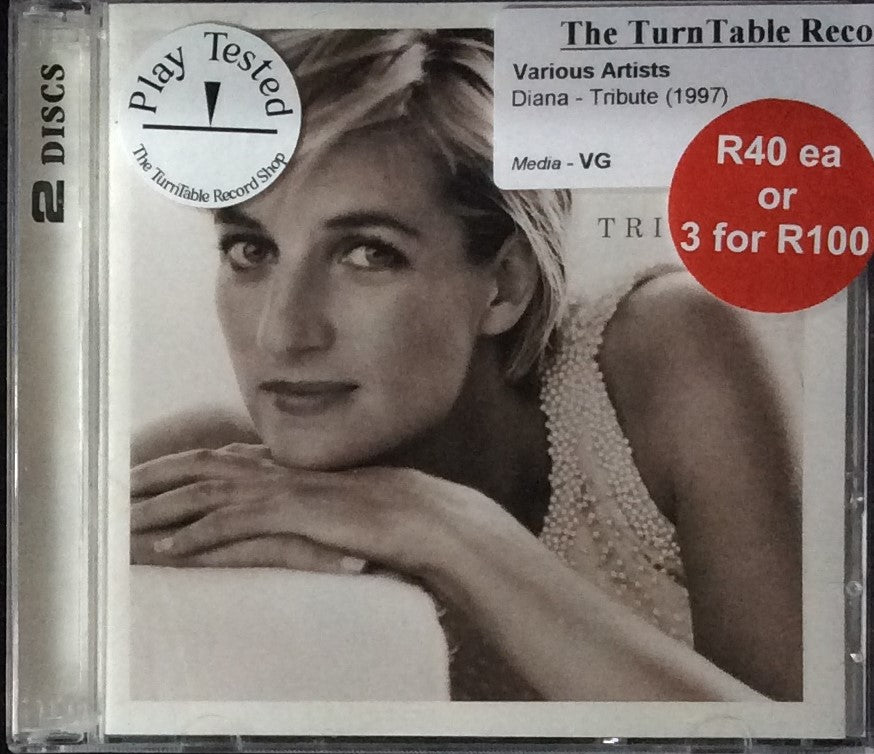 2 DISCS
Play Tested
The TurnTable Record Shop
The TurnTable Reco
Various Artists
Diana - Tribute (1997)
Media - VG
TRI
R40 ea
or
3 for R100